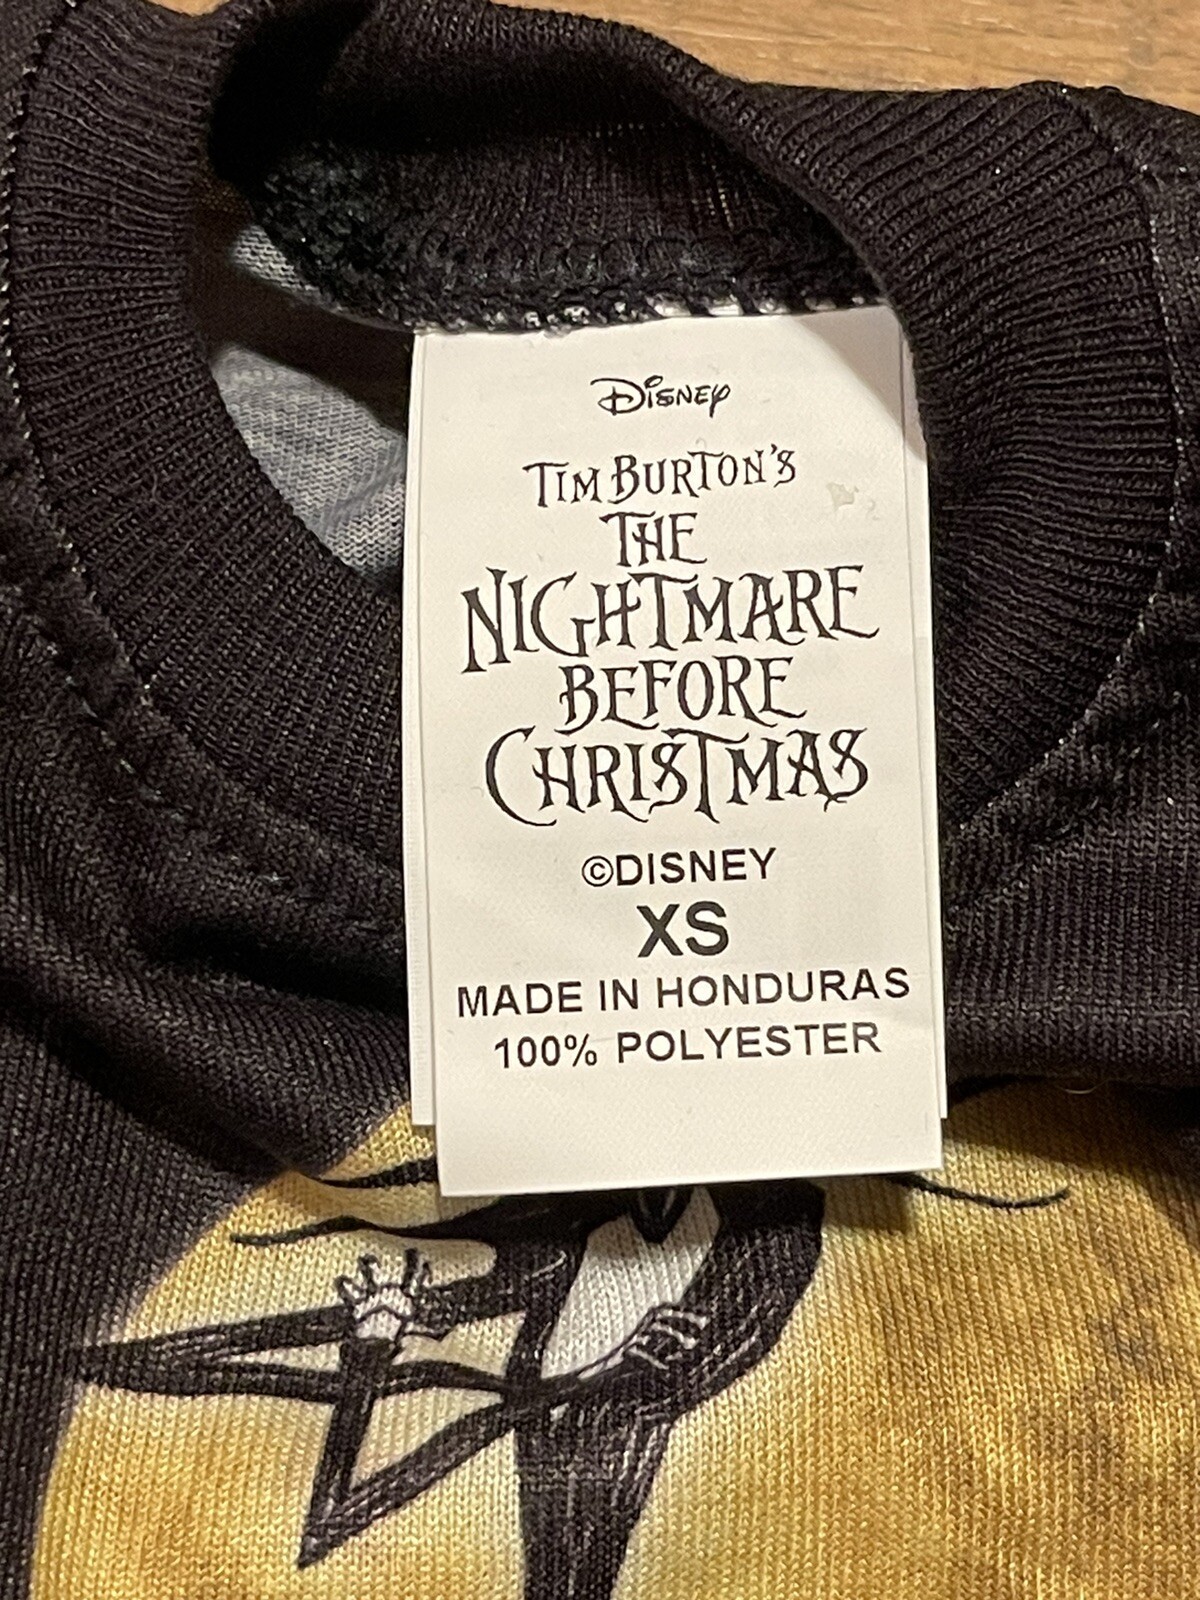 Disney
TIM BURTON'S
THE
NIGHTMARE
BEFORE
CHRISTMAS
©DISNEY
XS
MADE IN HONDURAS
100% POLYESTER